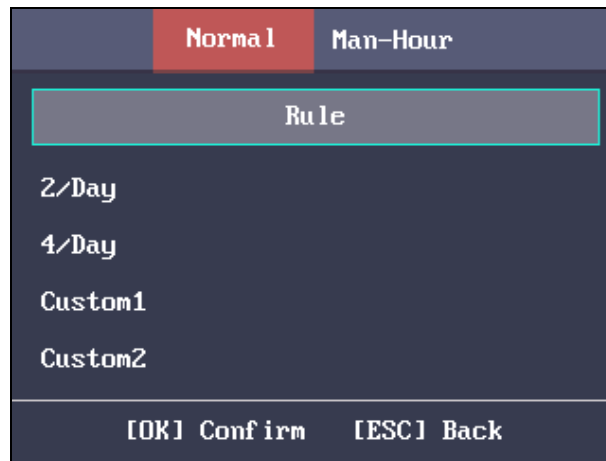 Normal Man-Hour
Rule
2/Day
4/Day
Custom1
Custom2
[OK] Confirm [ESC] Back